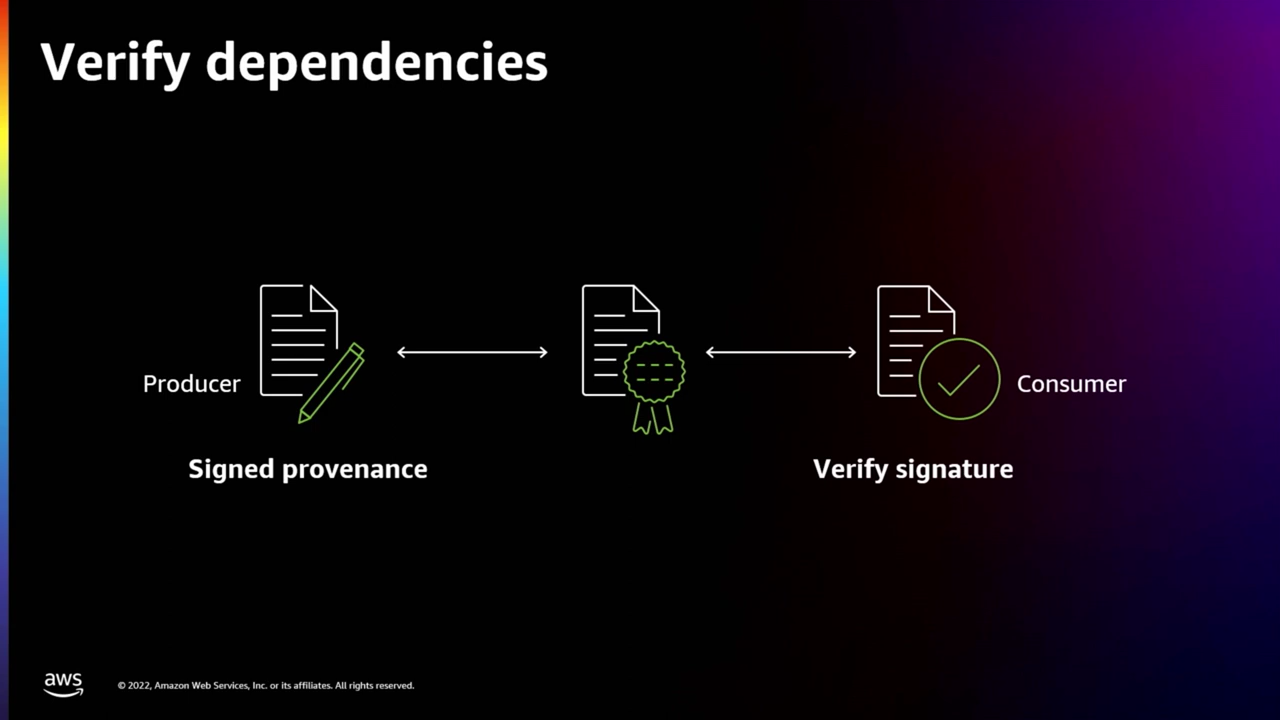 Verify dependencies
Producer
Consumer
Signed provenance
Verify signature
aws
© 2022, Amazon Web Services, Inc. or its affiliates. All rights reserved.